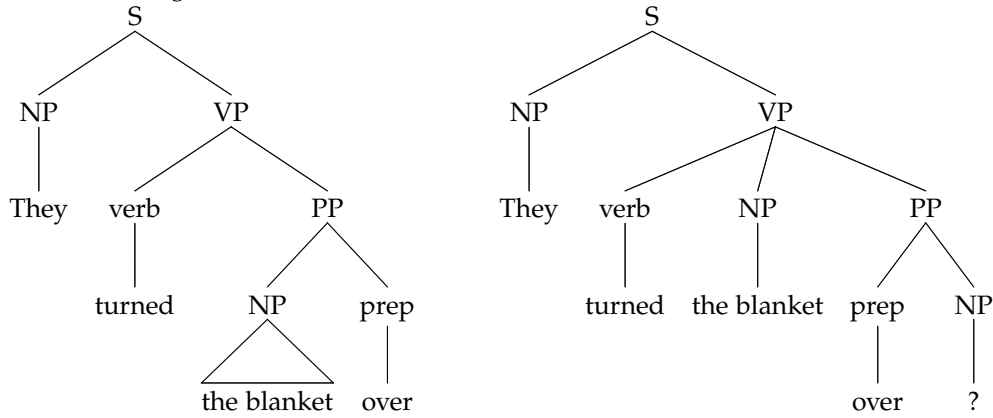 S S
NP VP NP VP
They verb PP They verb NP PP
turned NP prep turned the blanket prep NP
the blanket over over ?